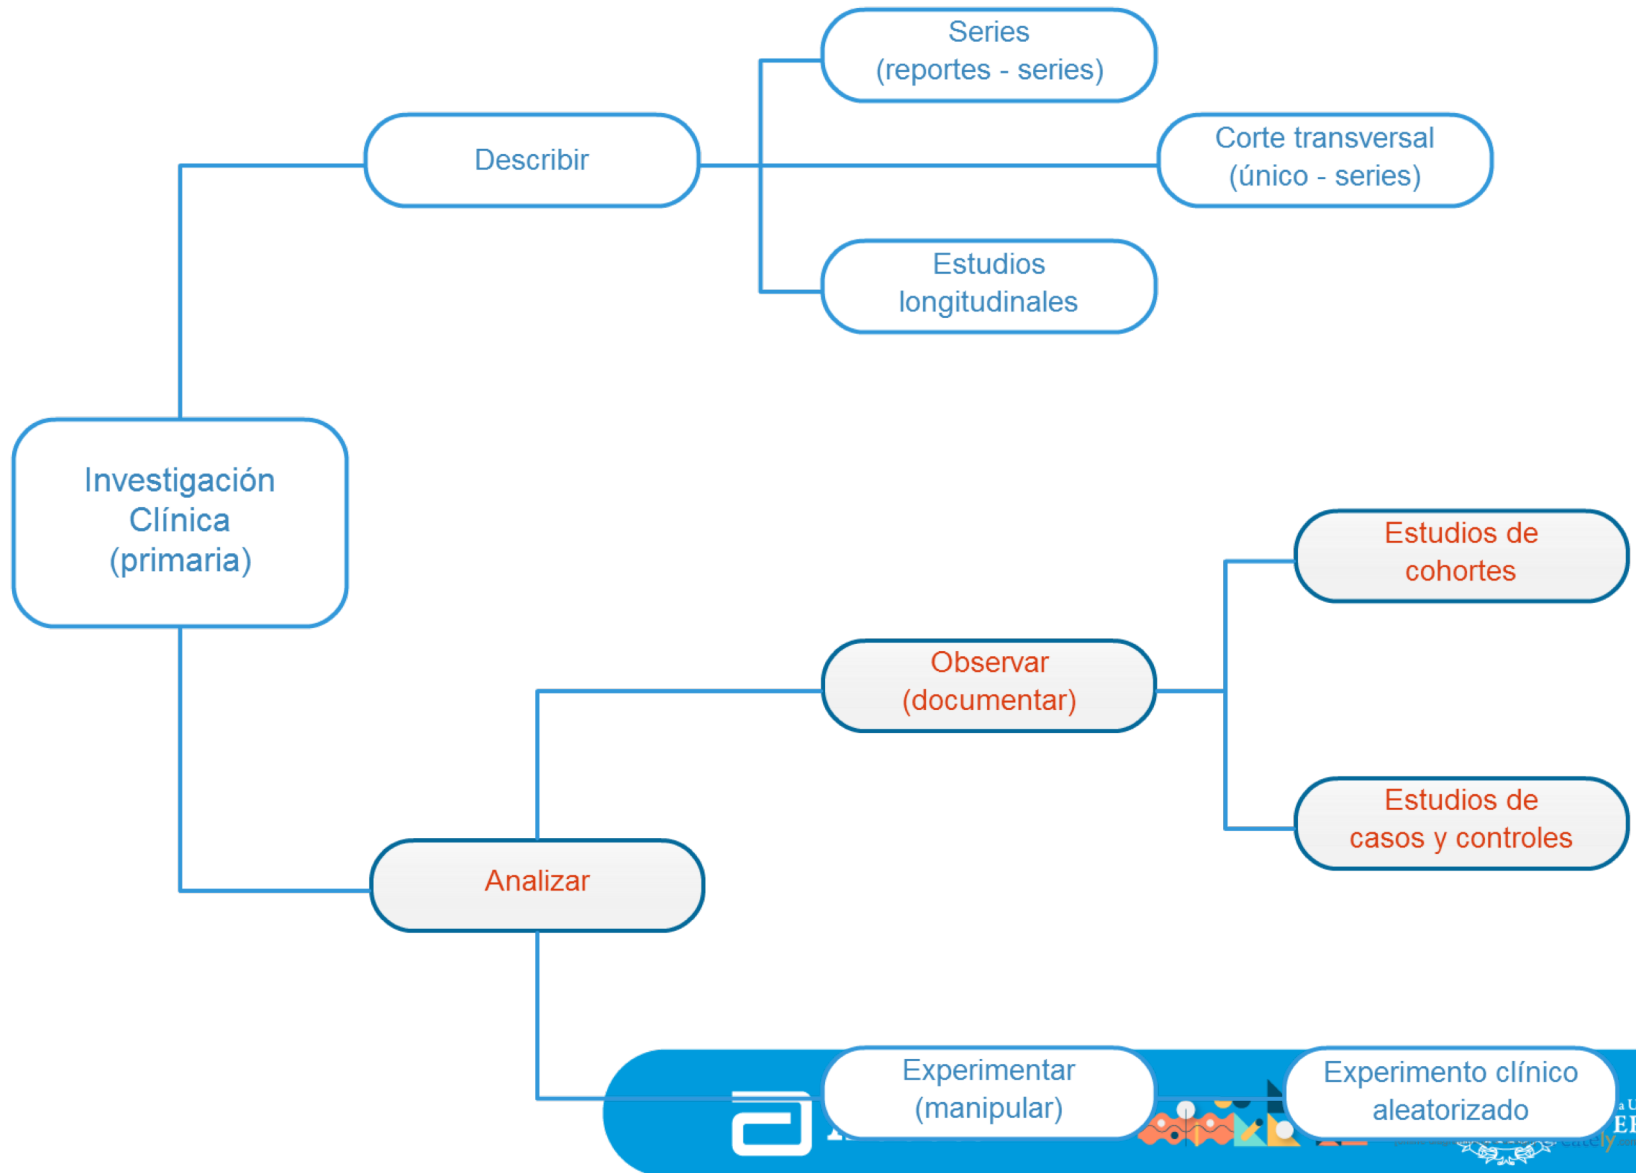 Series
(reportes - series)
Describir
Corte transversal
(único - series)
Estudios
longitudinales
Investigación
Clínica
(primaria)
Estudios de
cohortes
Observar
(documentar)
Estudios de
casos y controles
Analizar
Experimentar
(manipular)
Experimento clínico
aleatorizado